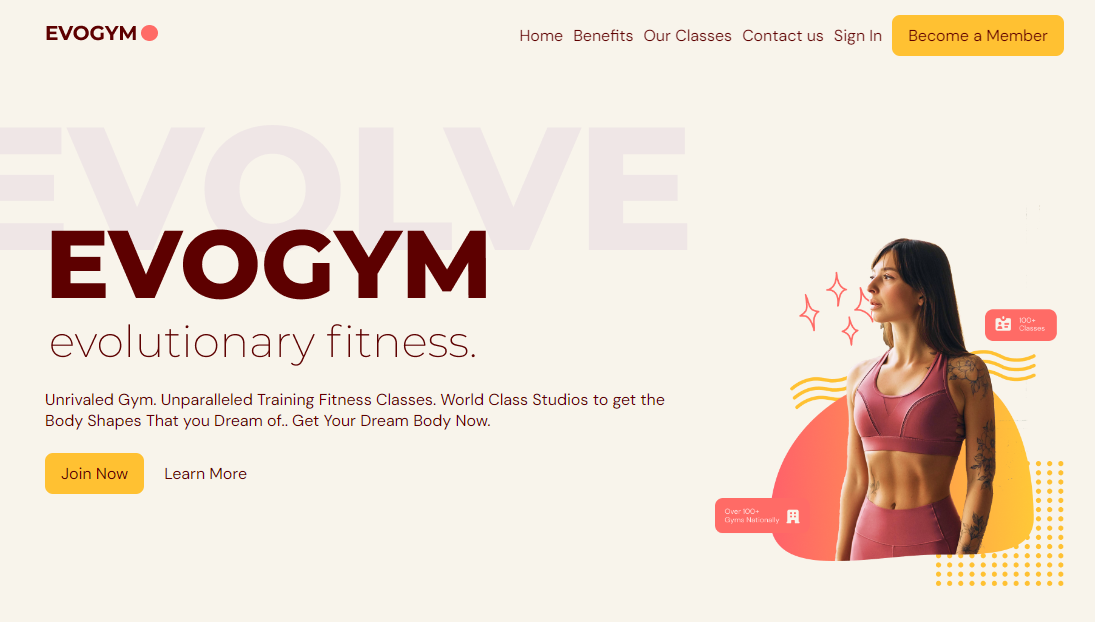 EVOGYM
Home Benefits Our Classes Contact us Sign In Become a Member
EVOLVE
EVOGYM
evolutionary fitness.
Unrivaled Gym. Unparalleled Training Fitness Classes. World Class Studios to get the
Body Shapes That you Dream of.. Get Your Dream Body Now.
Join Now Learn More
100+
Classes
Over 100+
Gyms Nationally